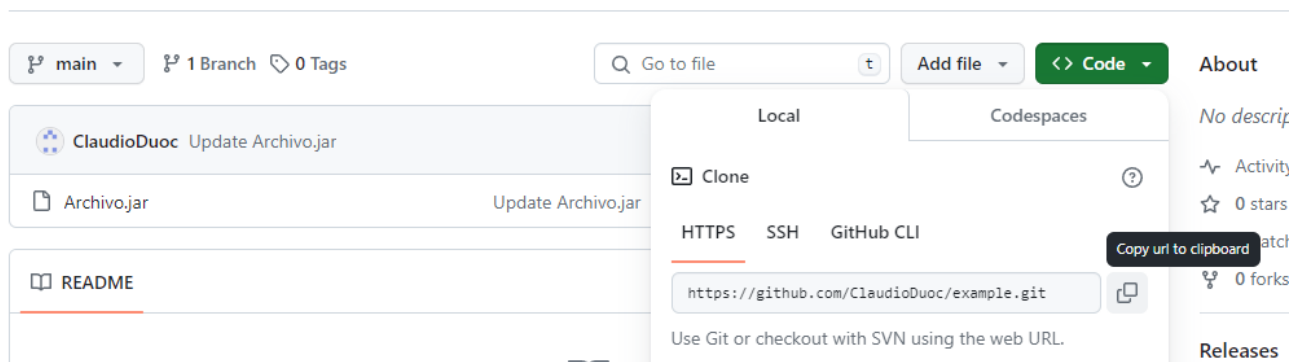 main 1 Branch 0 Tags Go to file t Add file <> Code About
Local Codespaces
No descrip
ClaudioDuoc Update Archivo.jar
Clone ?
Activity
Archivo.jar Update Archivo.jar
0 stars
HTTPS SSH GitHub CLI
Copy url to clipboard
atch
README
0 forks
https://github.com/ClaudioDuoc/example.git
Use Git or checkout with SVN using the web URL.
Releases